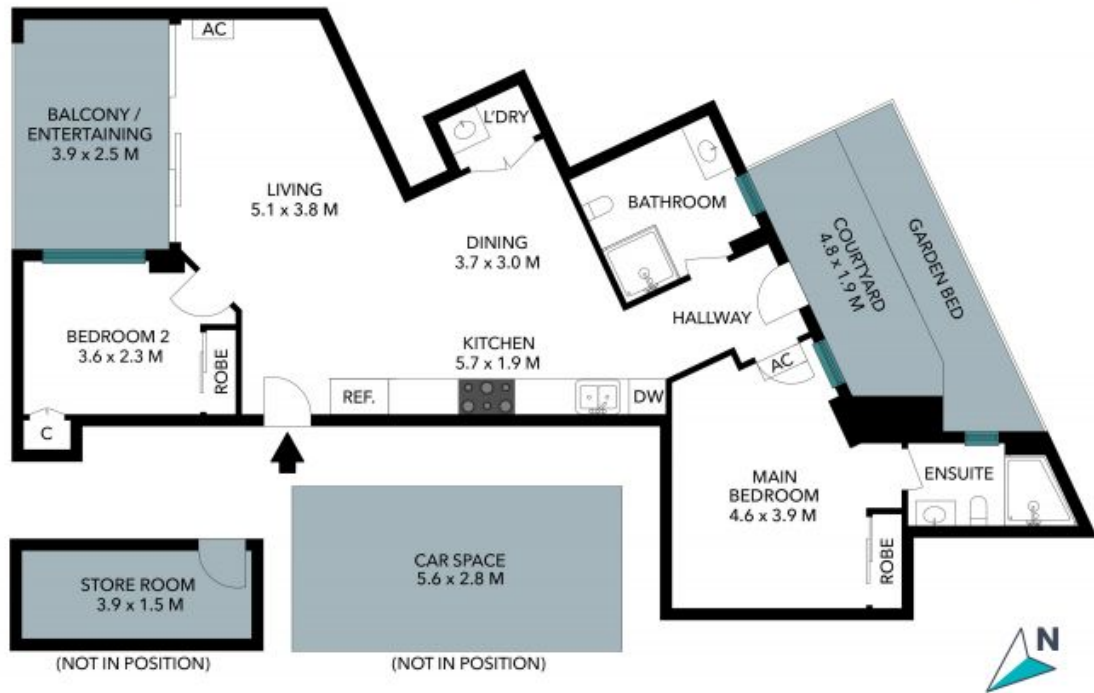 AC
BALCONY /
ENTERTAINING
3.9 x 2.5 M
LIVING
5.1 x 3.8 M
L'DRY
DINING
3.7 x 3.0 M
BATHROOM
HALLWAY
COURTYARD
4.8 x 1.9 M
GARDEN BED
BEDROOM 2
3.6 x 2.3 M
ROBE
C
KITCHEN
5.7 x 1.9 M
REF.
DW
AC
MAIN
BEDROOM
4.6 x 3.9 M
ENSUITE
ROBE
STORE ROOM
3.9 x 1.5 M
(NOT IN POSITION)
CAR SPACE
5.6 x 2.8 M
(NOT IN POSITION)
N